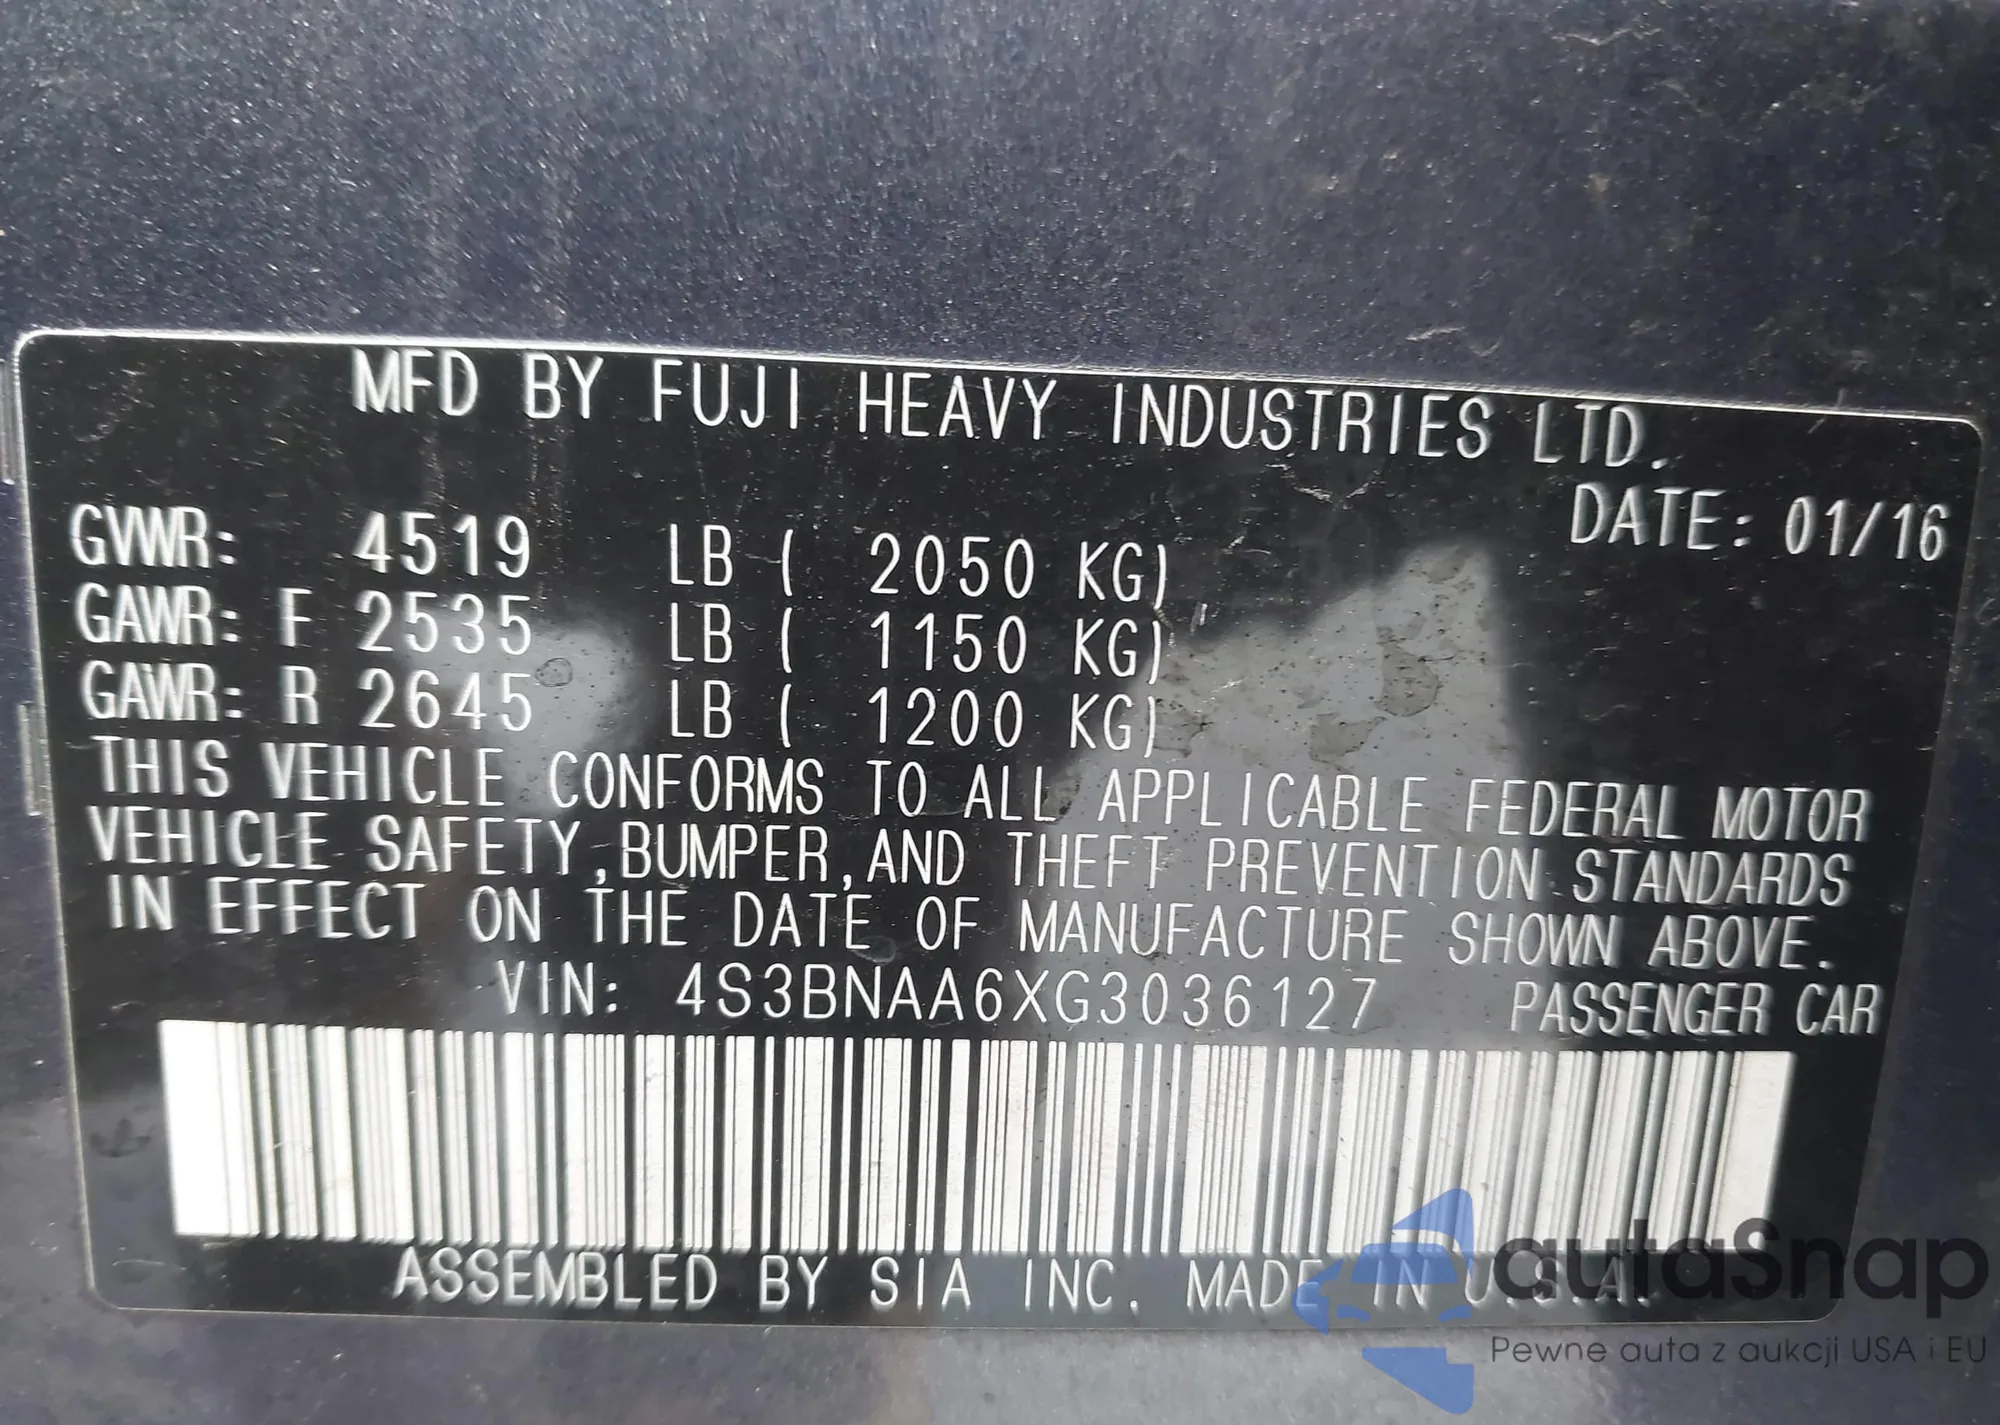 MFD BY FUJI HEAVY INDUSTRIES LTD.
DATE: 01/16
GVWR: 4519 LB ( 2050 KG)
GAWR: F 2535 LB ( 1150 KG)
GAWR: R 2645 LB ( 1200 KG)
THIS VEHICLE CONFORMS TO ALL APPLICABLE FEDERAL MOTOR
VEHICLE SAFETY, BUMPER, AND THEFT PREVENTION STANDARDS
IN EFFECT ON THE DATE OF MANUFACTURE SHOWN ABOVE.
VIN: 4S3BNAA6XG3036127 PASSENGER CAR
ASSEMBLED BY SIA INC. MADE IN U.S.A.
autaSnap
Pewne auta z aukcji USA i EU